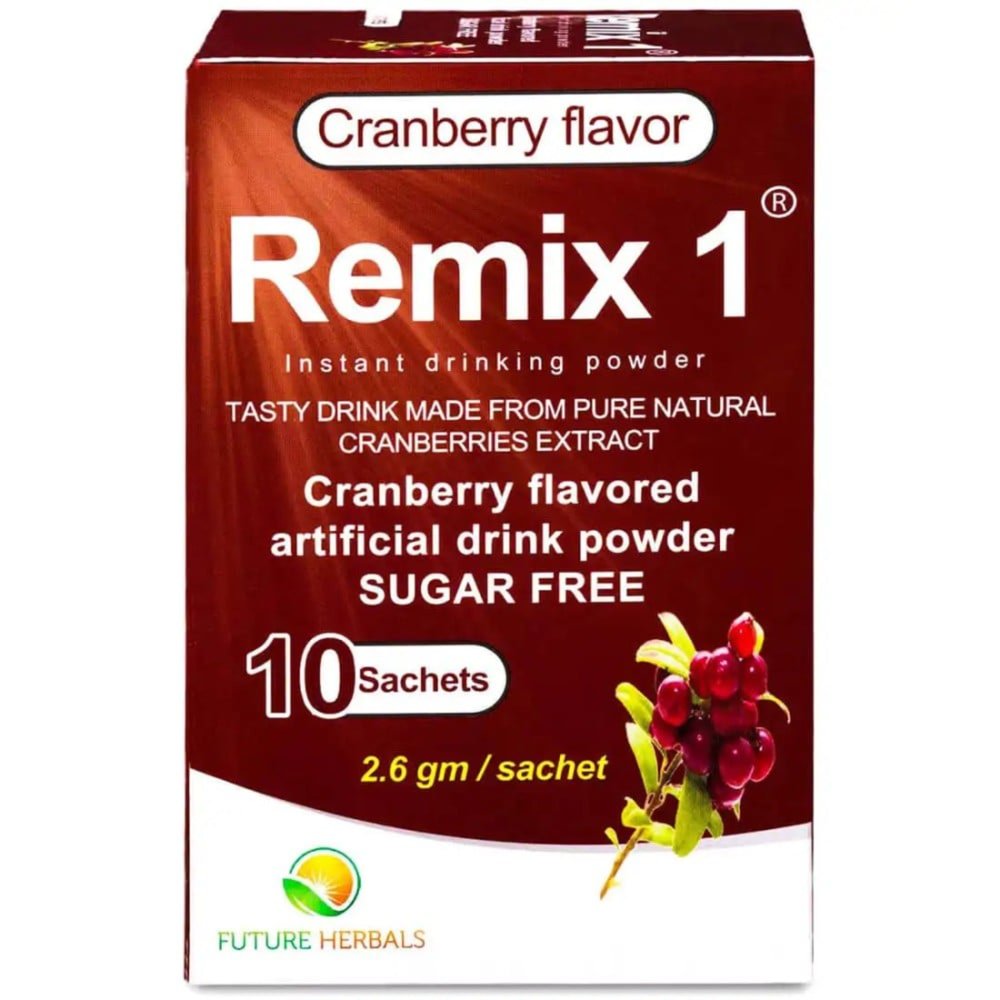 Cranberry flavor
Remix 1 ®
Instant drinking powder
TASTY DRINK MADE FROM PURE NATURAL
CRANBERRIES EXTRACT
Cranberry flavored
artificial drink powder
SUGAR FREE
10 Sachets
2.6 gm / sachet
FUTURE HERBALS